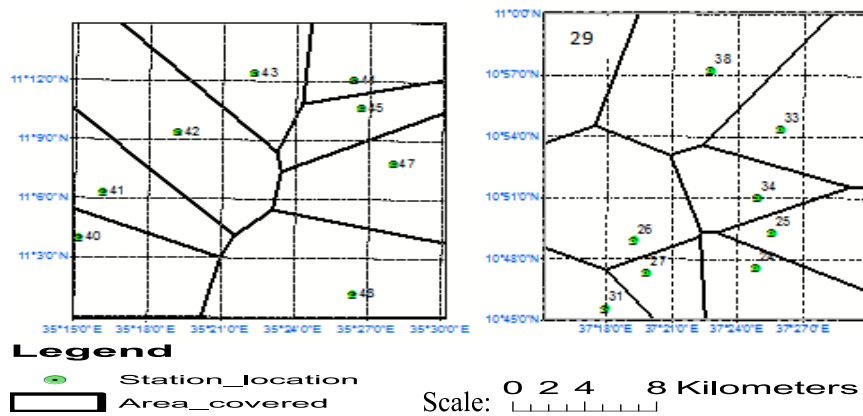 43
44
11°12'0"N
45
11°9'0"N
42
47
11°6'0"N
41
40
11°3'0"N
35°15'0"E 35°18'0"E 35°21'0"E 35°24'0"E 35°27'0"E 35°30'0"E
11°0'0"N
29
38
10°57'0"N
33
10°54'0"N
34
10°51'0"N
25
26
10°48'0"N
27
31
10°45'0"N
37°18'0"E 37°21'0"E 37°24'0"E 37°27'0"E
Legend
Station_location
Area_covered
Scale: 0 2 4 8 Kilometers